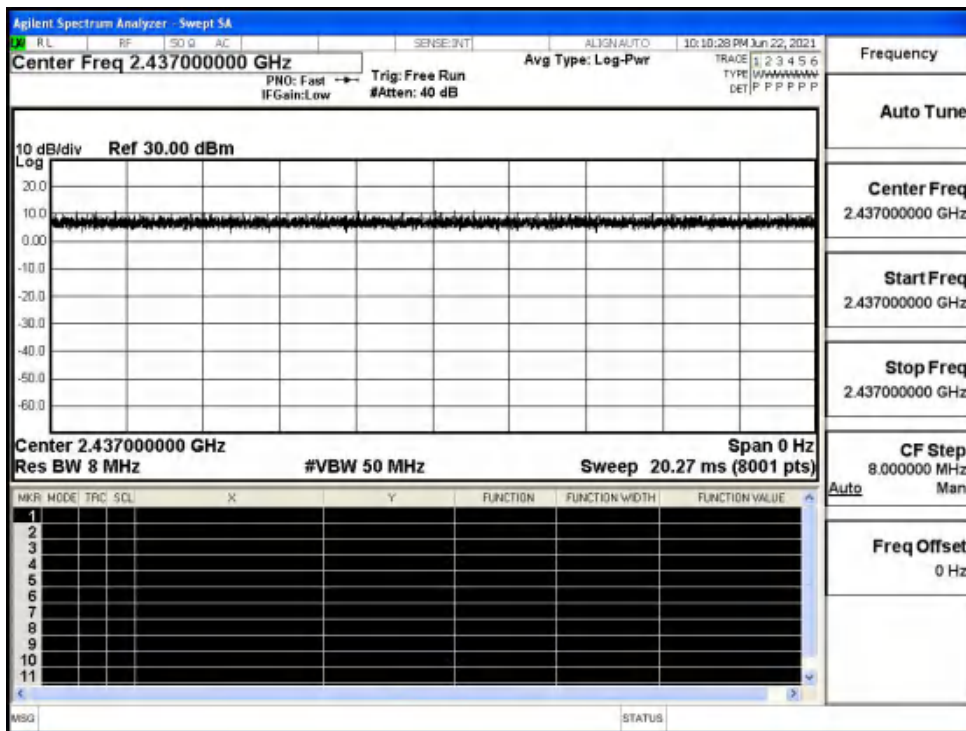 Agilent Spectrum Analyzer - Swept SA
RL RF 50 Ω AC SENSE:INT ALIGNAUTO 10:10:28 PM Jun 22, 2021
Center Freq 2.437000000 GHz
PNO: Fast
IFGain:Low
Trig: Free Run
#Atten: 40 dB
Avg Type: Log-Pwr
TRACE 1 2 3 4 5 6
TYPE
DET P P P P P P
10 dB/div Ref 30.00 dBm
Log
20.0
10.0
0.00
-10.0
-20.0
-30.0
-40.0
-50.0
-60.0
Center 2.437000000 GHz Span 0 Hz
Res BW 8 MHz #VBW 50 MHz Sweep 20.27 ms (8001 pts)
MKR MODE TRC SCL X Y FUNCTION FUNCTION WIDTH FUNCTION VALUE
1
2
3
4
5
6
7
8
9
10
11
MSG STATUS
Frequency
Auto Tune
Center Freq
2.437000000 GHz
Start Freq
2.437000000 GHz
Stop Freq
2.437000000 GHz
CF Step
8.000000 MHz
Auto Man
Freq Offset
0 Hz